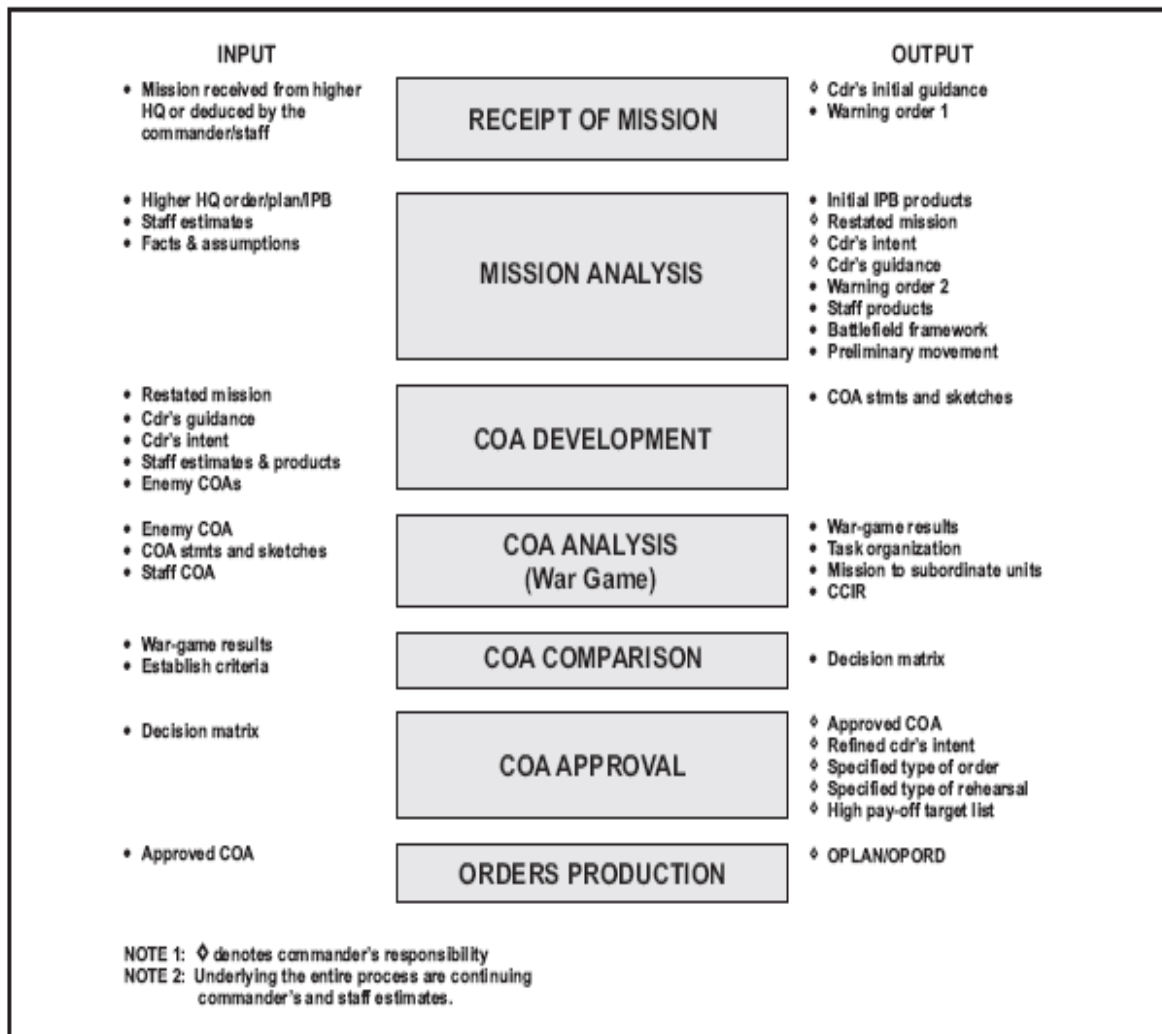 INPUT
OUTPUT
• Mission received from higher
HQ or deduced by the
commander/staff
RECEIPT OF MISSION
◊ Cdr's initial guidance
• Warning order 1
• Higher HQ order/plan/IPB
• Staff estimates
• Facts & assumptions
MISSION ANALYSIS
• Initial IPB products
◊ Restated mission
◊ Cdr's intent
◊ Cdr's guidance
• Warning order 2
• Staff products
• Battlefield framework
• Preliminary movement
• Restated mission
• Cdr's guidance
• Cdr's intent
• Staff estimates & products
• Enemy COAs
COA DEVELOPMENT
• COA stmts and sketches
• Enemy COA
• COA stmts and sketches
• Staff COA
COA ANALYSIS
(War Game)
• War-game results
• Task organization
• Mission to subordinate units
• CCIR
• War-game results
• Establish criteria
COA COMPARISON
• Decision matrix
• Decision matrix
COA APPROVAL
◊ Approved COA
◊ Refined cdr's intent
◊ Specified type of order
◊ Specified type of rehearsal
◊ High pay-off target list
• Approved COA
ORDERS PRODUCTION
◊ OPLAN/OPORD
NOTE 1: ◊ denotes commander's responsibility
NOTE 2: Underlying the entire process are continuing
commander's and staff estimates.